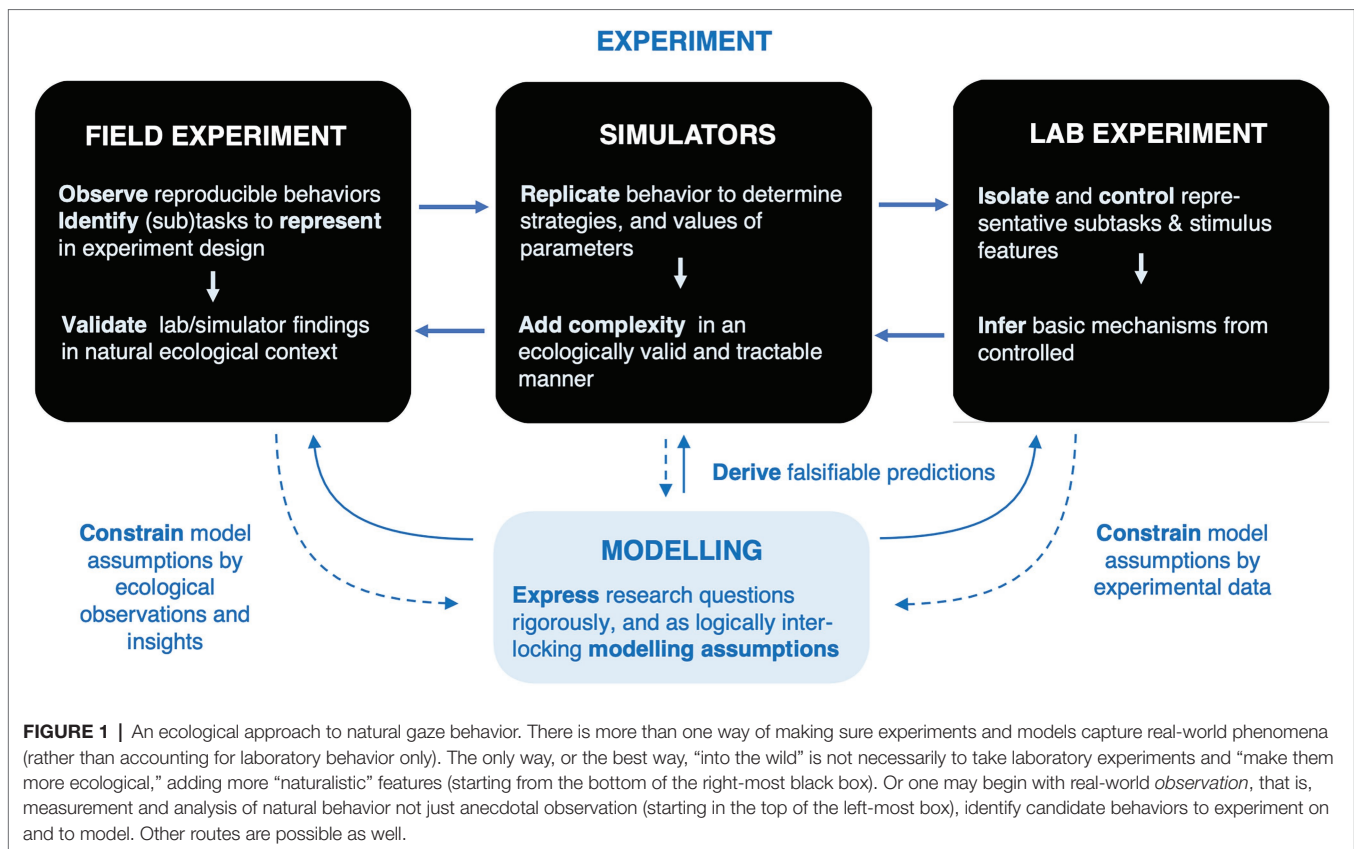 EXPERIMENT
FIELD EXPERIMENT
Observe reproducible behaviors
Identify (sub)tasks to represent
in experiment design
Validate lab/simulator findings
in natural ecological context
SIMULATORS
Replicate behavior to determine
strategies, and values of
parameters
Add complexity in an
ecologically valid and tractable
manner
LAB EXPERIMENT
Isolate and control repre-
sentative subtasks & stimulus
features
Infer basic mechanisms from
controlled
Derive falsifiable predictions
Constrain model
assumptions by
ecological
observations and
insights
MODELLING
Express research questions
rigorously, and as logically inter-
locking modelling assumptions
Constrain model
assumptions by
experimental data
FIGURE 1 | An ecological approach to natural gaze behavior. There is more than one way of making sure experiments and models capture real-world phenomena
(rather than accounting for laboratory behavior only). The only way, or the best way, “into the wild” is not necessarily to take laboratory experiments and “make them
more ecological,” adding more “naturalistic” features (starting from the bottom of the right-most black box). Or one may begin with real-world observation, that is,
measurement and analysis of natural behavior not just anecdotal observation (starting in the top of the left-most box), identify candidate behaviors to experiment on
and to model. Other routes are possible as well.